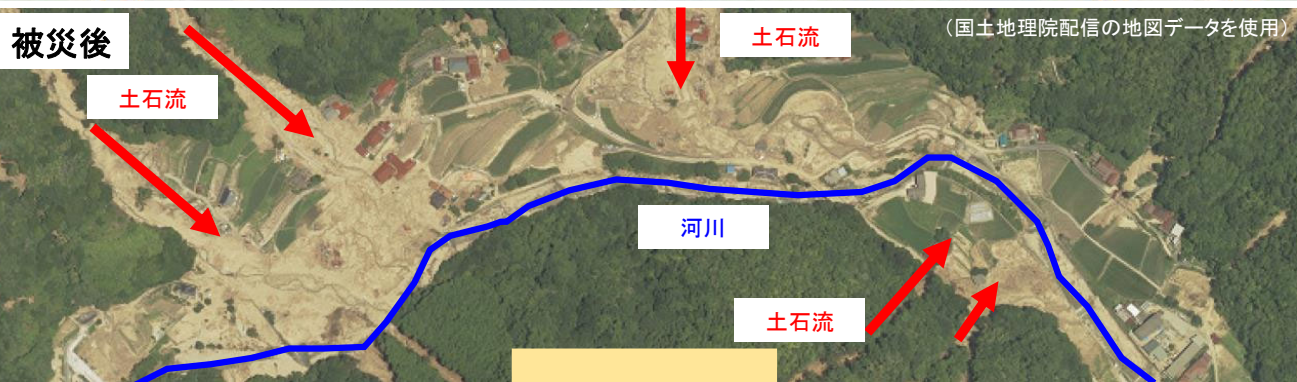 被災後
土石流
(国土地理院配信の地図データを使用)
土石流
河川
土石流